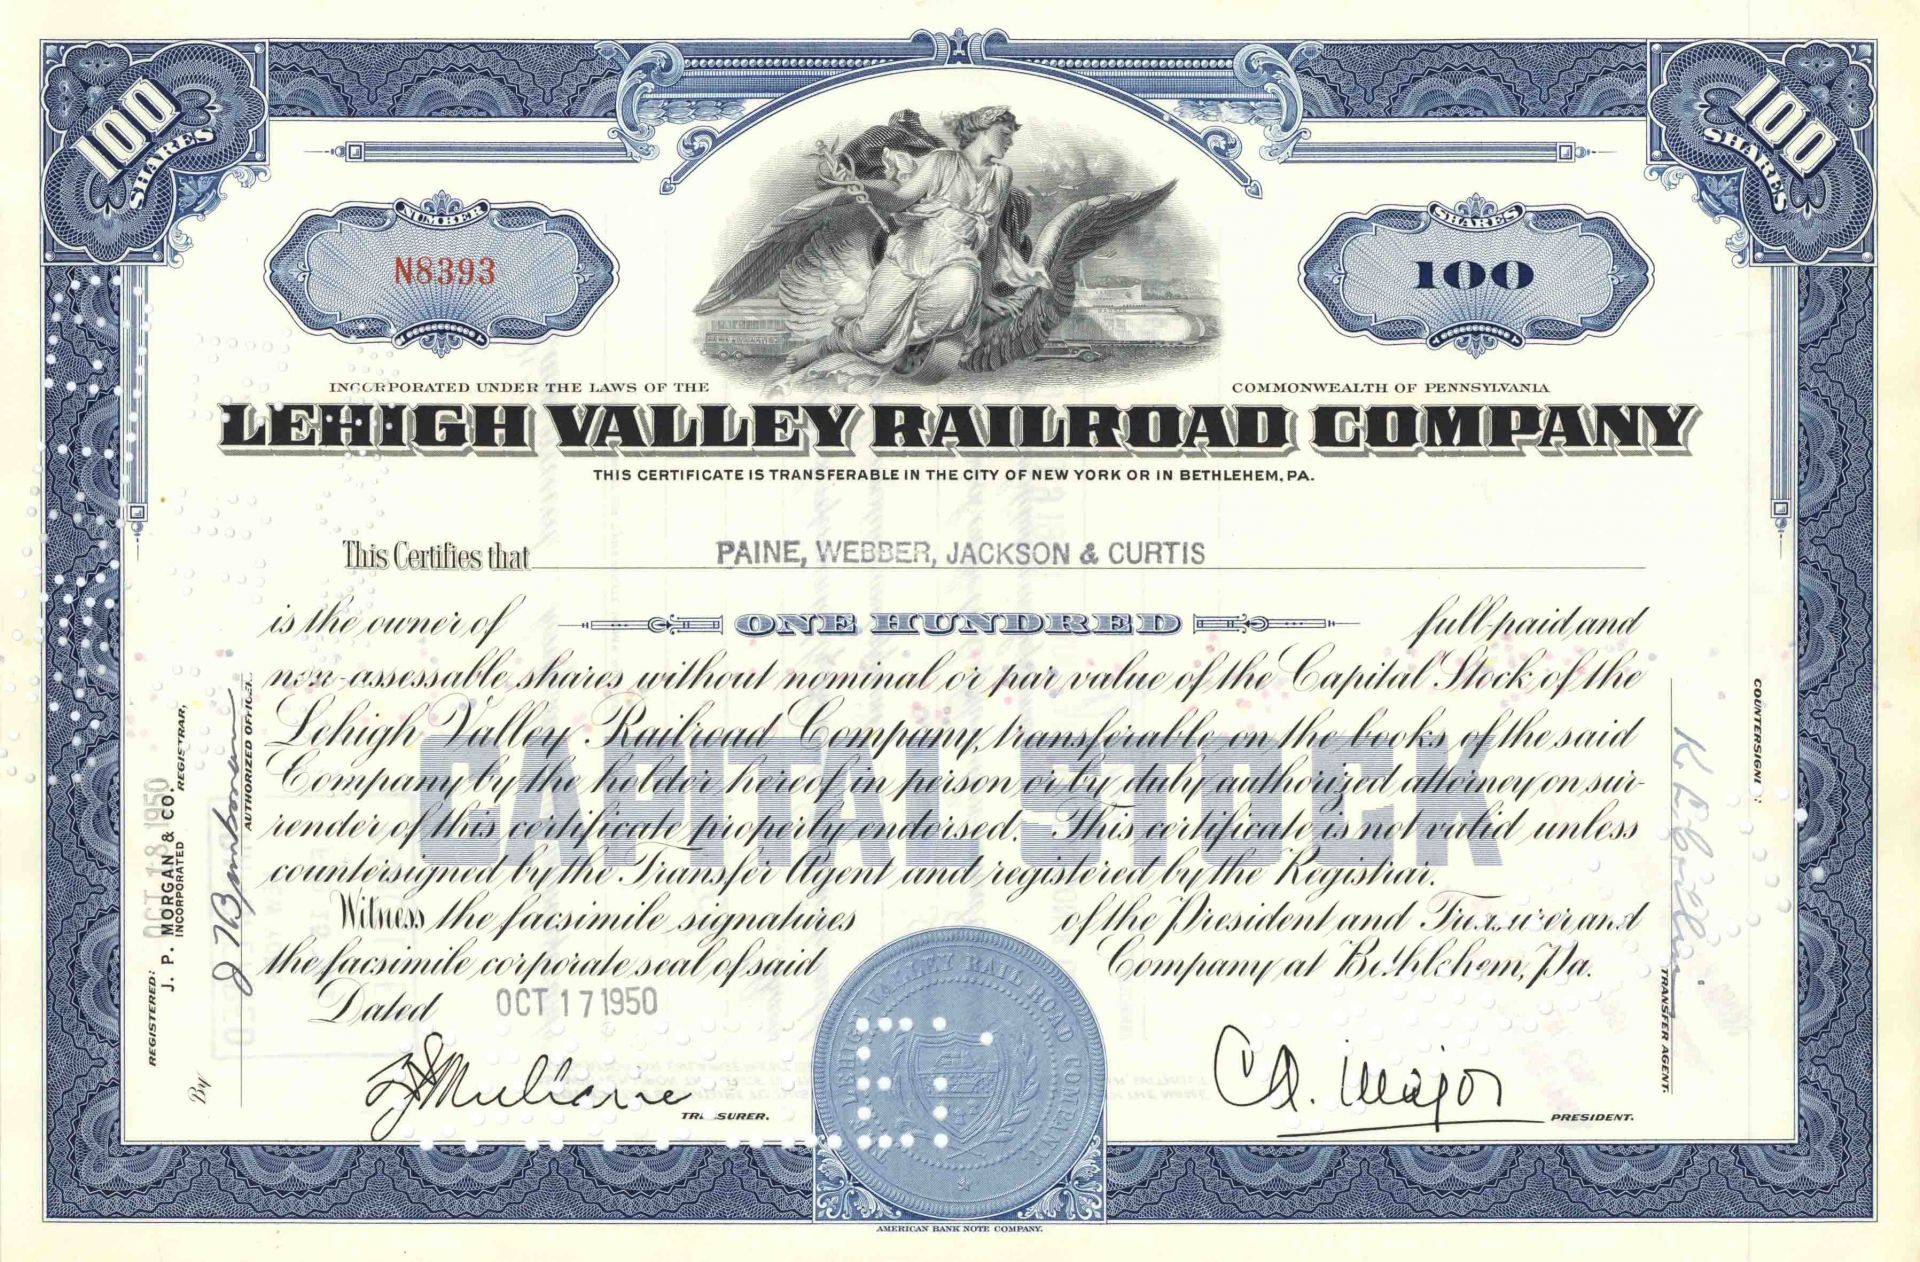 100 SHARES
100 SHARES
NUMBER
N8393
SHARES
100
INCORPORATED UNDER THE LAWS OF THE COMMONWEALTH OF PENNSYLVANIA
LEHIGH VALLEY RAILROAD COMPANY
THIS CERTIFICATE IS TRANSFERABLE IN THE CITY OF NEW YORK OR IN BETHLEHEM, PA.
This Certifies that PAINE, WEBBER, JACKSON & CURTIS
is the owner of ONE HUNDRED full-paid and
non-assessable shares without nominal or par value of the Capital Stock of the
Lehigh Valley Railroad Company, transferable on the books of the said
Company by the holder hereof in person or by duly authorized attorney on sur-
render of this certificate properly endorsed. This certificate is not valid unless
countersigned by the Transfer Agent and registered by the Registrar.
Witness the facsimile signatures of the President and Treasurer and
the facsimile corporate seal of said Company at Bethlehem, Pa.
Dated OCT 17 1950
CAPITAL STOCK
TREASURER.
C. A. Major
PRESIDENT.
LEHIGH VALLEY RAIL ROAD COMPANY
AMERICAN BANK NOTE COMPANY.
REGISTERED: OCT 18 1950
J. P. MORGAN & CO.
INCORPORATED
REGISTRAR,
By
AUTHORIZED OFFICER.
COUNTERSIGNED:
TRANSFER AGENT.